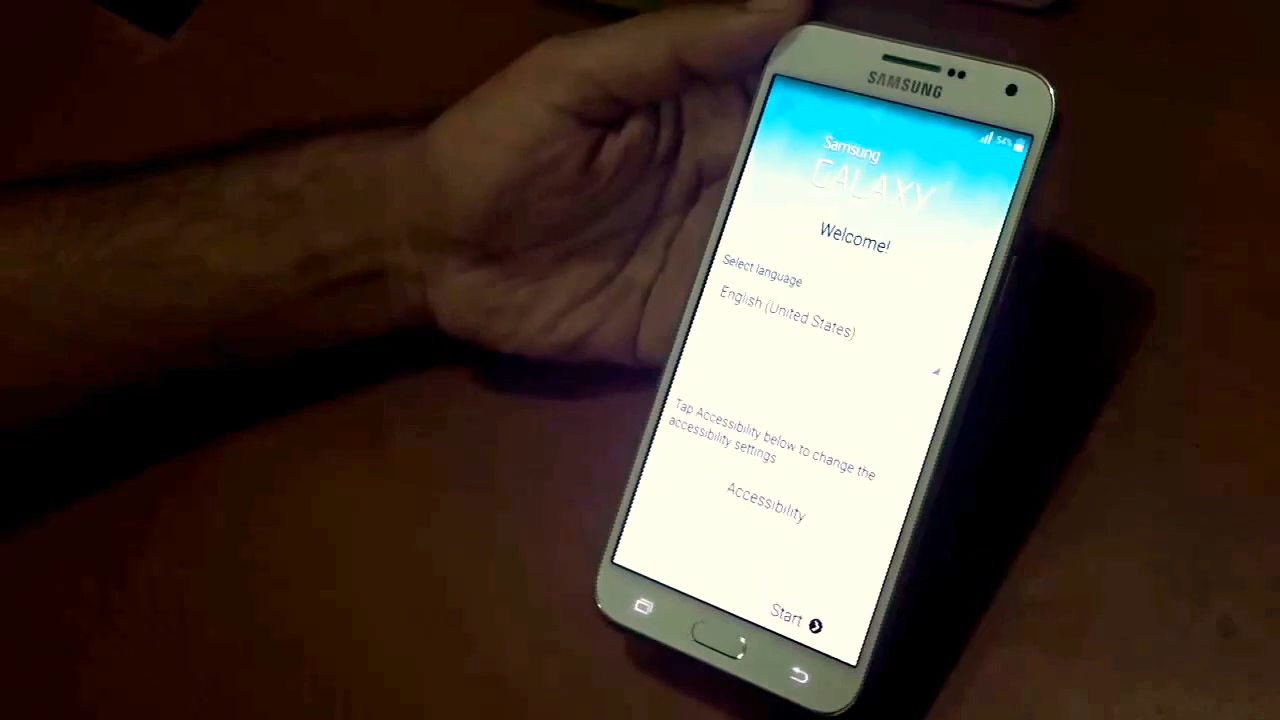 SAMSUNG
54%
Samsung
GALAXY
Welcome!
Select language
English (United States)
Tap Accessibility below to change the
accessibility settings
Accessibility
Start